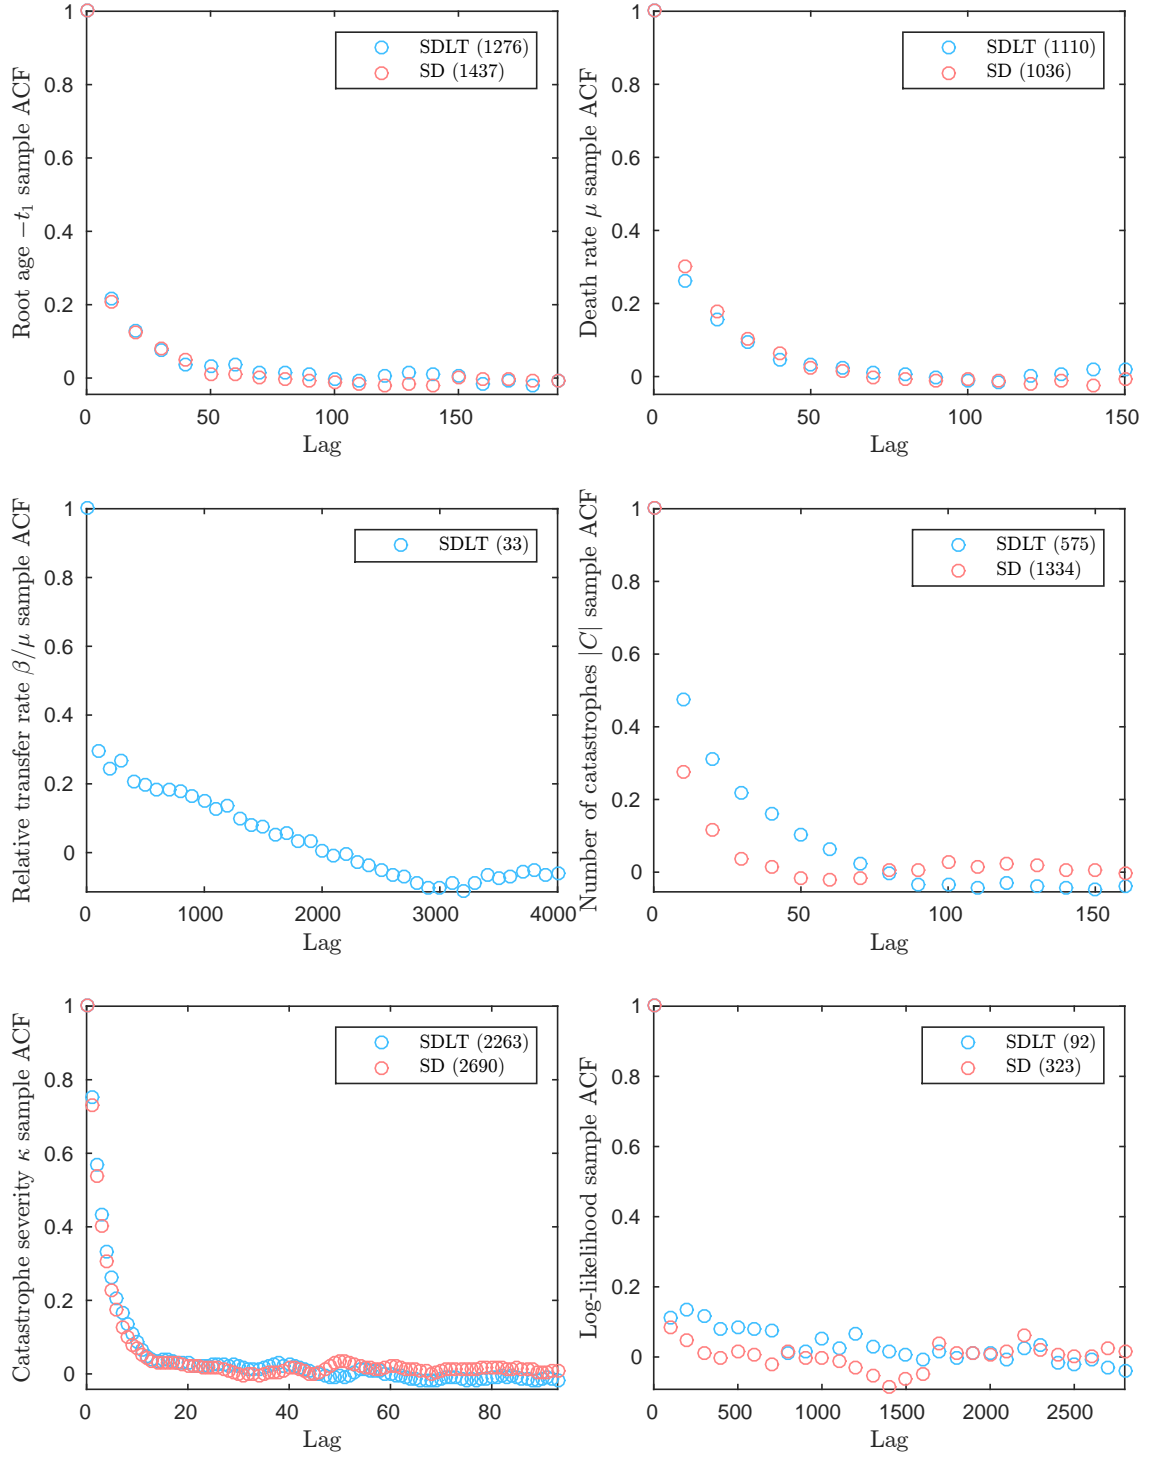 Root age −t₁ sample ACF
1
0.8
0.6
0.4
0.2
0
0 50 100 150
Lag
SDLT (1276)
SD (1437)
Death rate μ sample ACF
1
0.8
0.6
0.4
0.2
0
0 50 100 150
Lag
SDLT (1110)
SD (1036)
Relative transfer rate β/μ sample ACF
1
0.8
0.6
0.4
0.2
0
0 1000 2000 3000 4000
Lag
SDLT (33)
Number of catastrophes |C| sample ACF
1
0.8
0.6
0.4
0.2
0
0 50 100 150
Lag
SDLT (575)
SD (1334)
Catastrophe severity κ sample ACF
1
0.8
0.6
0.4
0.2
0
0 20 40 60 80
Lag
SDLT (2263)
SD (2690)
Log-likelihood sample ACF
1
0.8
0.6
0.4
0.2
0
0 500 1000 1500 2000 2500
Lag
SDLT (92)
SD (323)